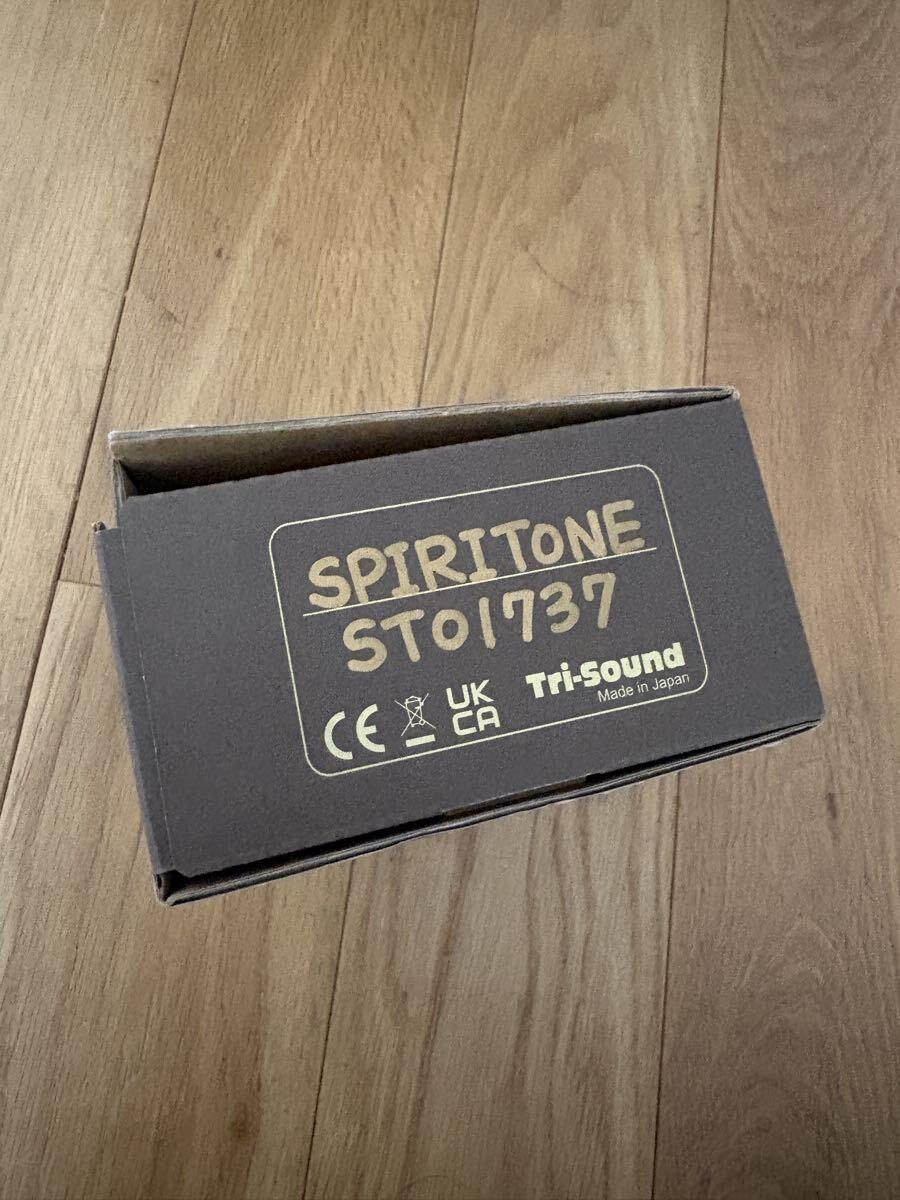 SPIRITONE
ST01737
CE
UK
CA
Tri-Sound
Made in Japan